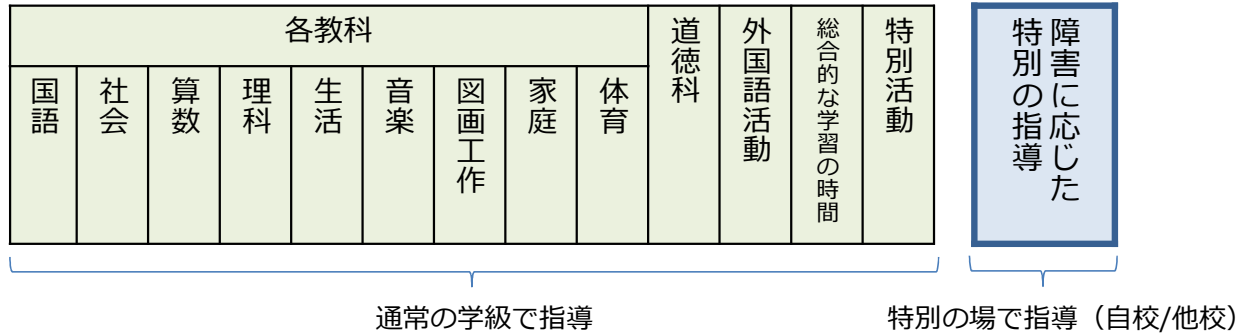 各教科
国語
社会
算数
理科
生活
音楽
図画工作
家庭
体育
道徳科
外国語活動
総合的な学習の時間
特別活動
障害に応じた
特別の指導
通常の学級で指導
特別の場で指導（自校/他校）